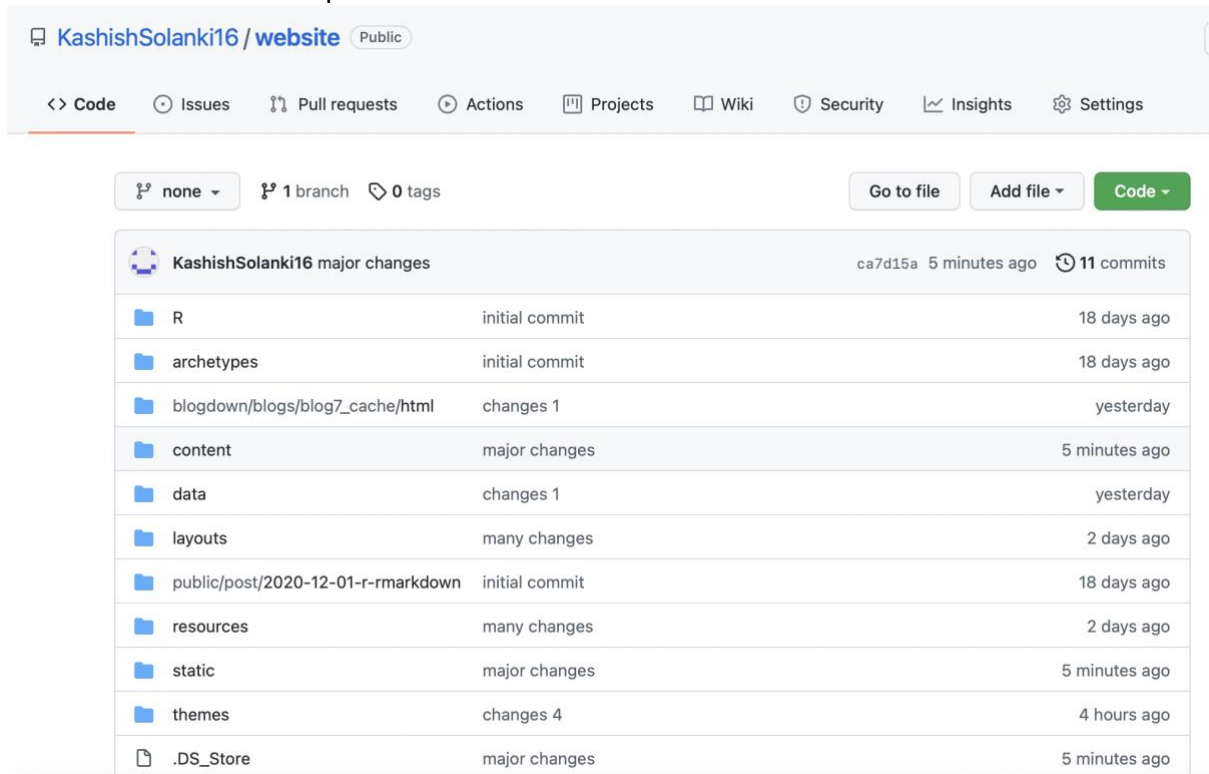 KashishSolanki16 / website Public
<> Code Issues Pull requests Actions Projects Wiki Security Insights Settings
none 1 branch 0 tags Go to file Add file Code
KashishSolanki16 major changes ca7d15a 5 minutes ago 11 commits
R initial commit 18 days ago
archetypes initial commit 18 days ago
blogdown/blogs/blog7_cache/html changes 1 yesterday
content major changes 5 minutes ago
data changes 1 yesterday
layouts many changes 2 days ago
public/post/2020-12-01-r-rmarkdown initial commit 18 days ago
resources many changes 2 days ago
static major changes 5 minutes ago
themes changes 4 4 hours ago
.DS_Store major changes 5 minutes ago